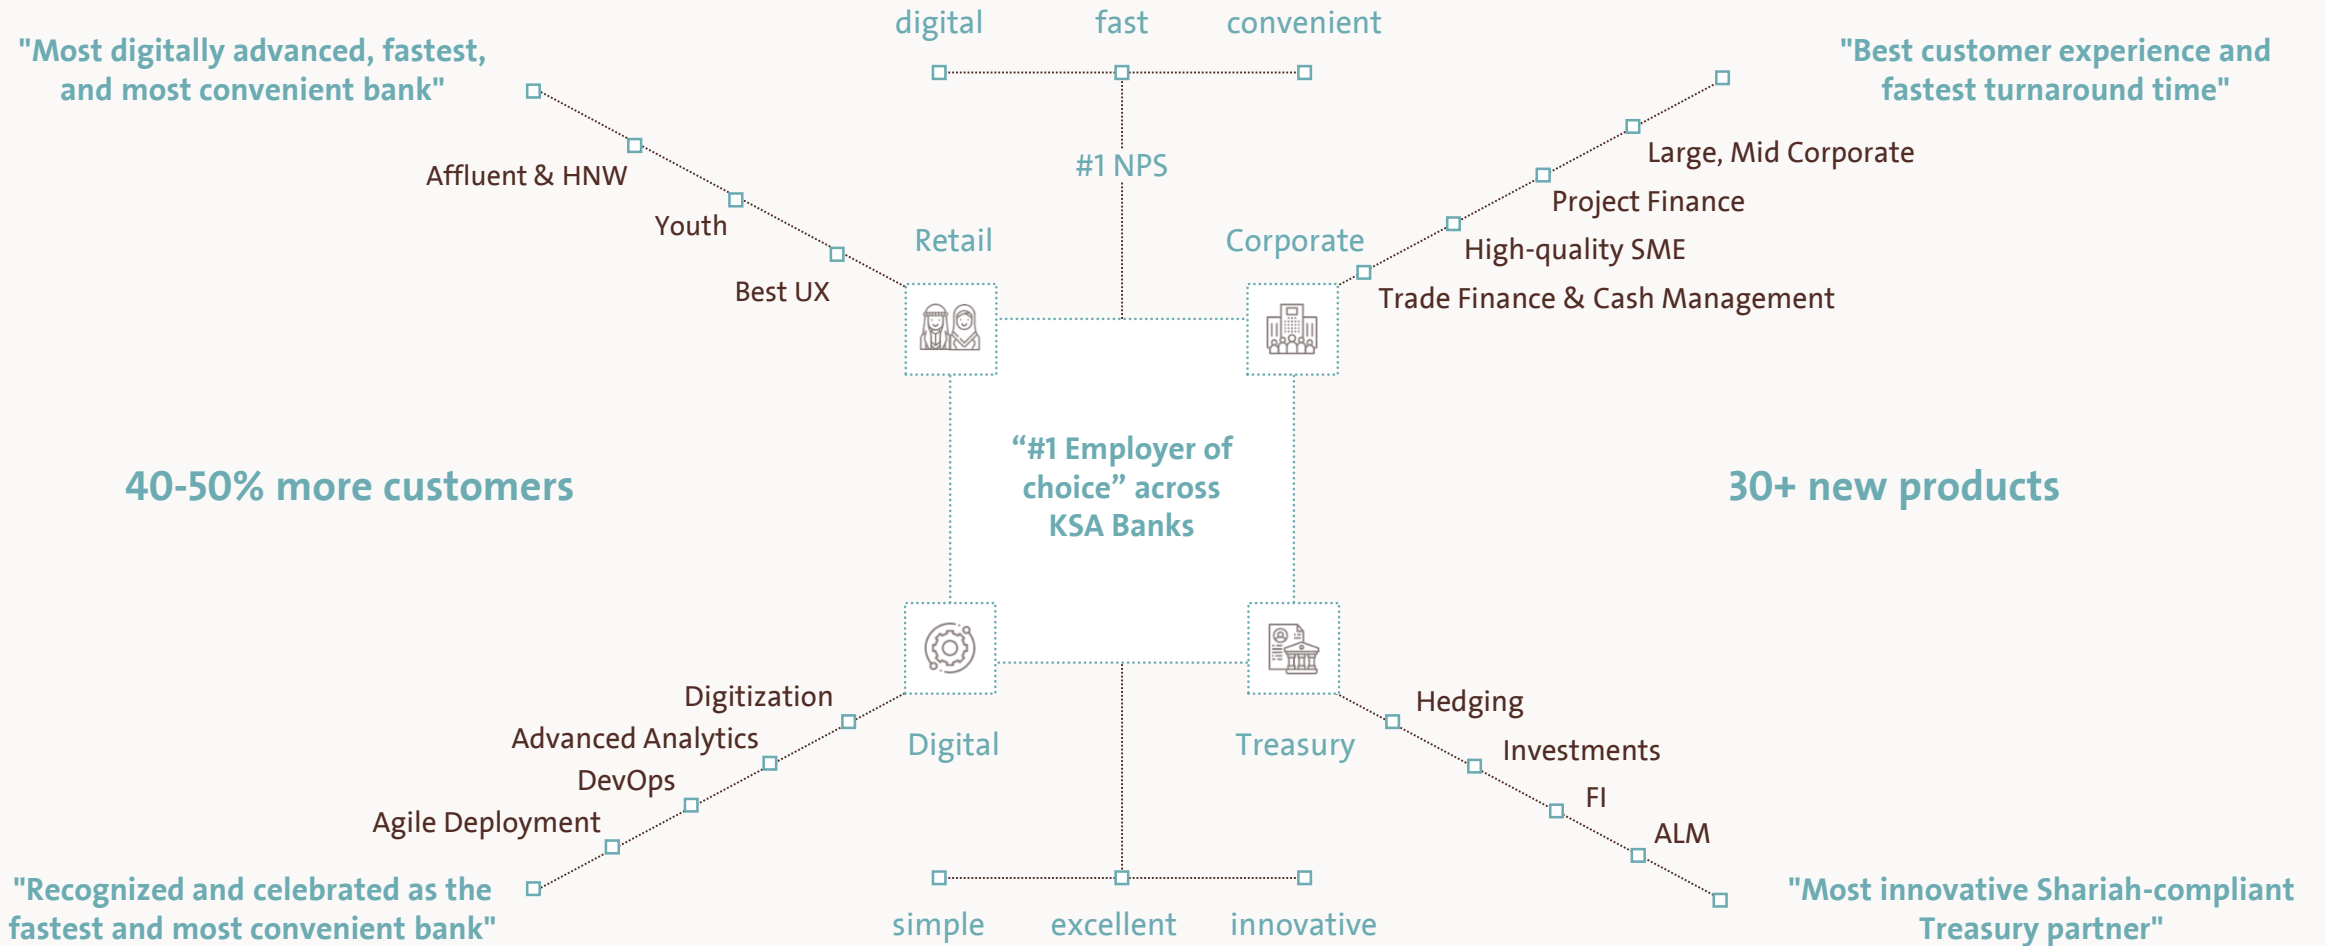 digital
fast
convenient
"Most digitally advanced, fastest,
and most convenient bank"
"Best customer experience and
fastest turnaround time"
#1 NPS
Affluent & HNW
Youth
Best UX
Retail
Corporate
Large, Mid Corporate
Project Finance
High-quality SME
Trade Finance & Cash Management
40-50% more customers
“#1 Employer of
choice” across
KSA Banks
30+ new products
Digitization
Advanced Analytics
DevOps
Agile Deployment
Digital
Treasury
Hedging
Investments
FI
ALM
"Recognized and celebrated as the
fastest and most convenient bank"
simple
excellent
innovative
"Most innovative Shariah-compliant
Treasury partner"